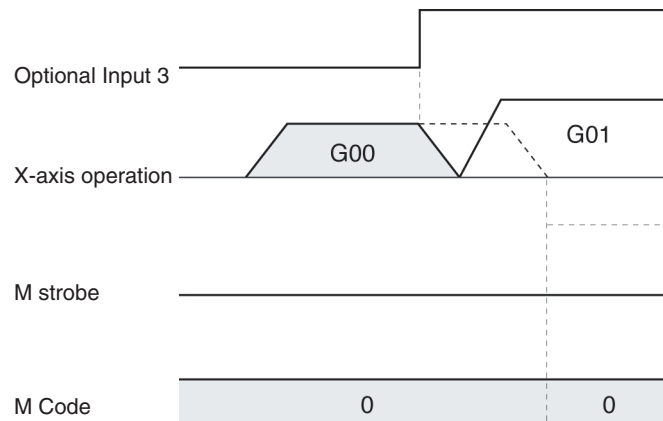 Optional Input 3
G00
G01
X-axis operation
M strobe
M Code
0
0